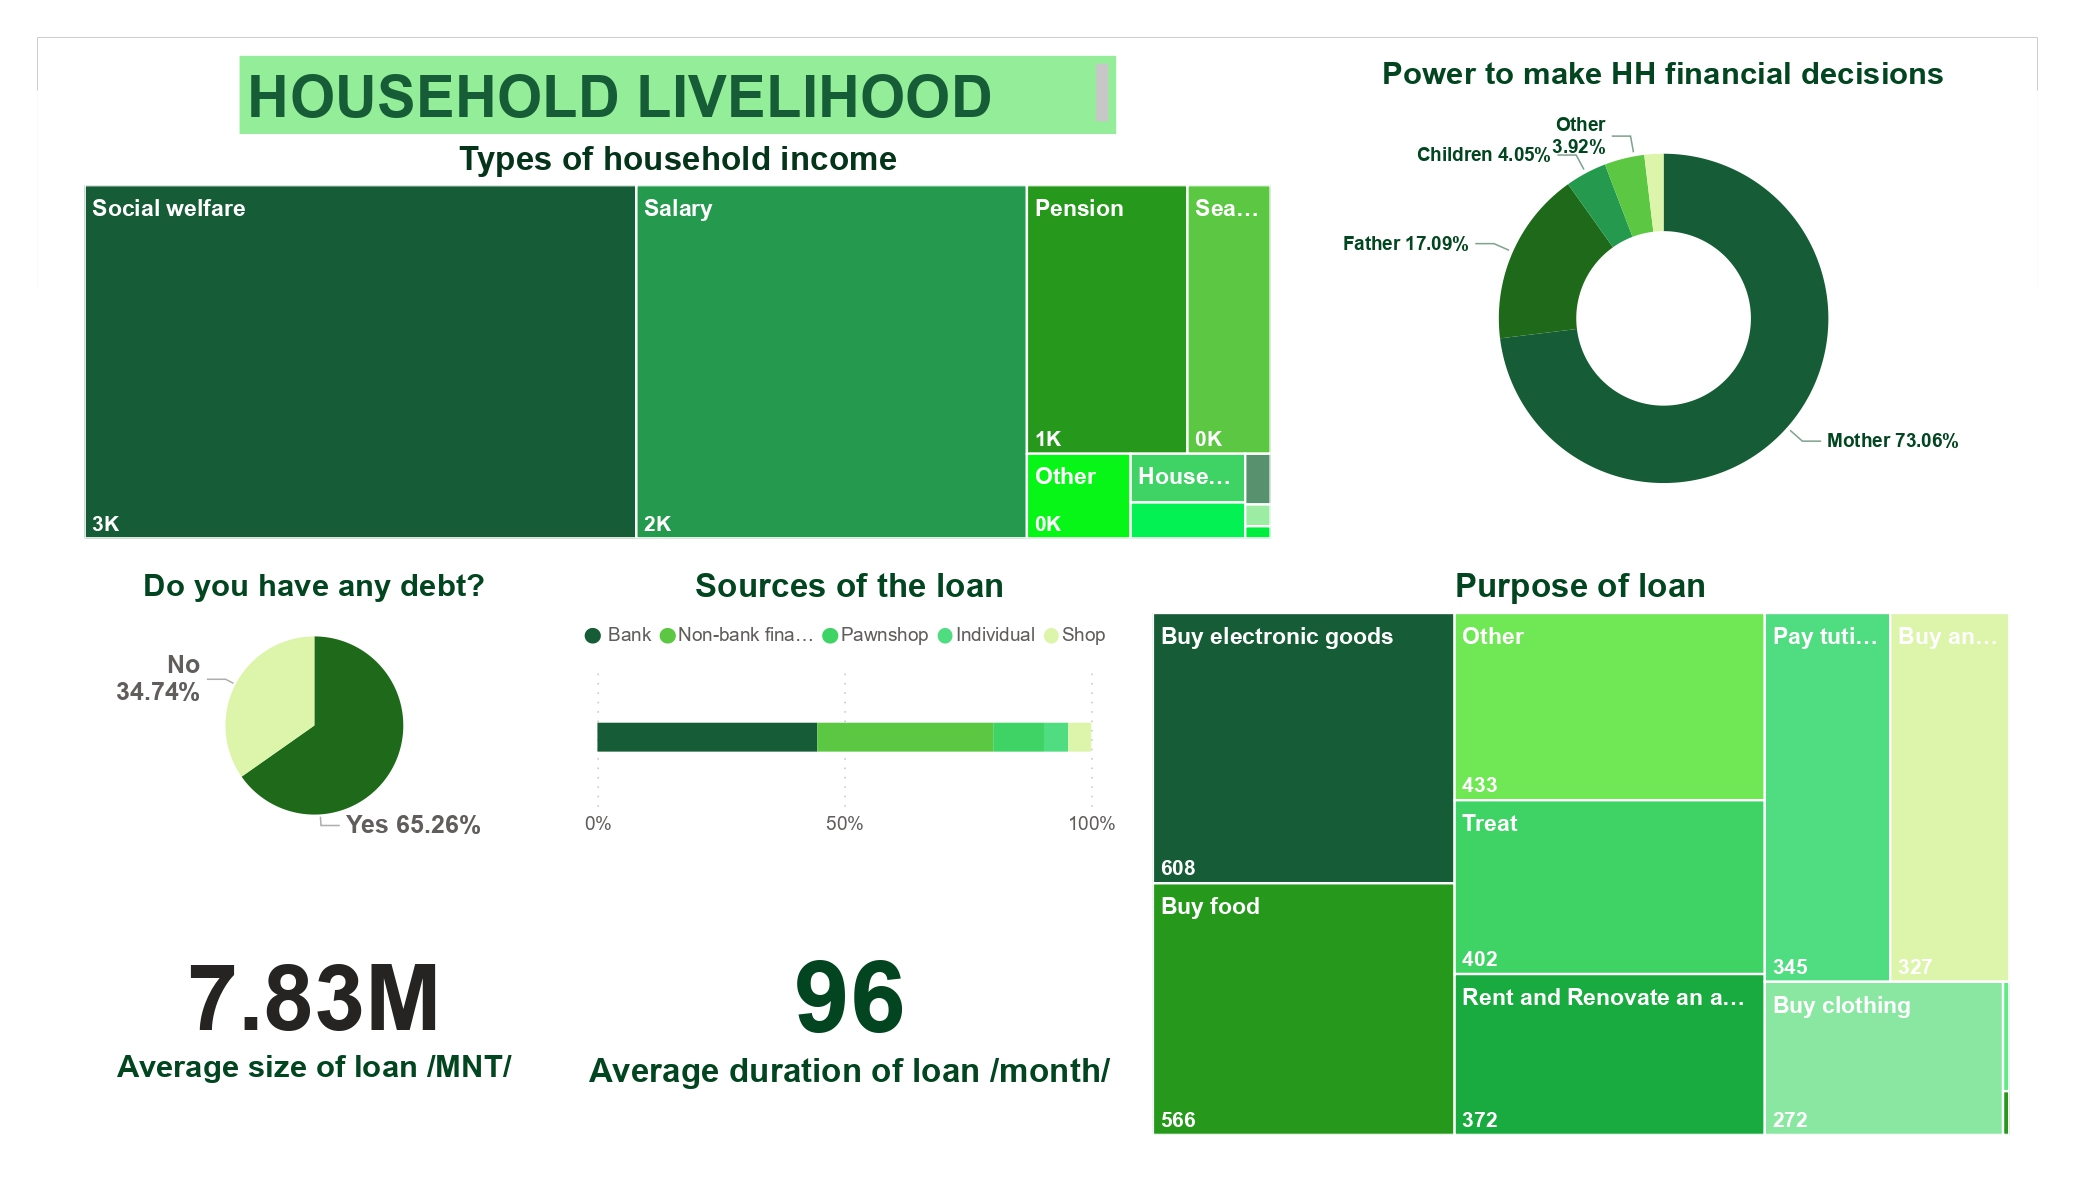 HOUSEHOLD LIVELIHOOD
Types of household income
Social welfare
3K
Salary
2K
Pension
1K
Sea…
0K
Other
0K
House…
Power to make HH financial decisions
Other
3.92%
Children 4.05%
Father 17.09%
Mother 73.06%
Do you have any debt?
No
34.74%
Yes 65.26%
Sources of the loan
Bank Non-bank fina… Pawnshop Individual Shop
0% 50% 100%
Purpose of loan
Buy electronic goods
608
Buy food
566
Other
433
Treat
402
Rent and Renovate an a…
372
Pay tuti…
345
Buy an…
327
Buy clothing
272
7.83M
Average size of loan /MNT/
96
Average duration of loan /month/